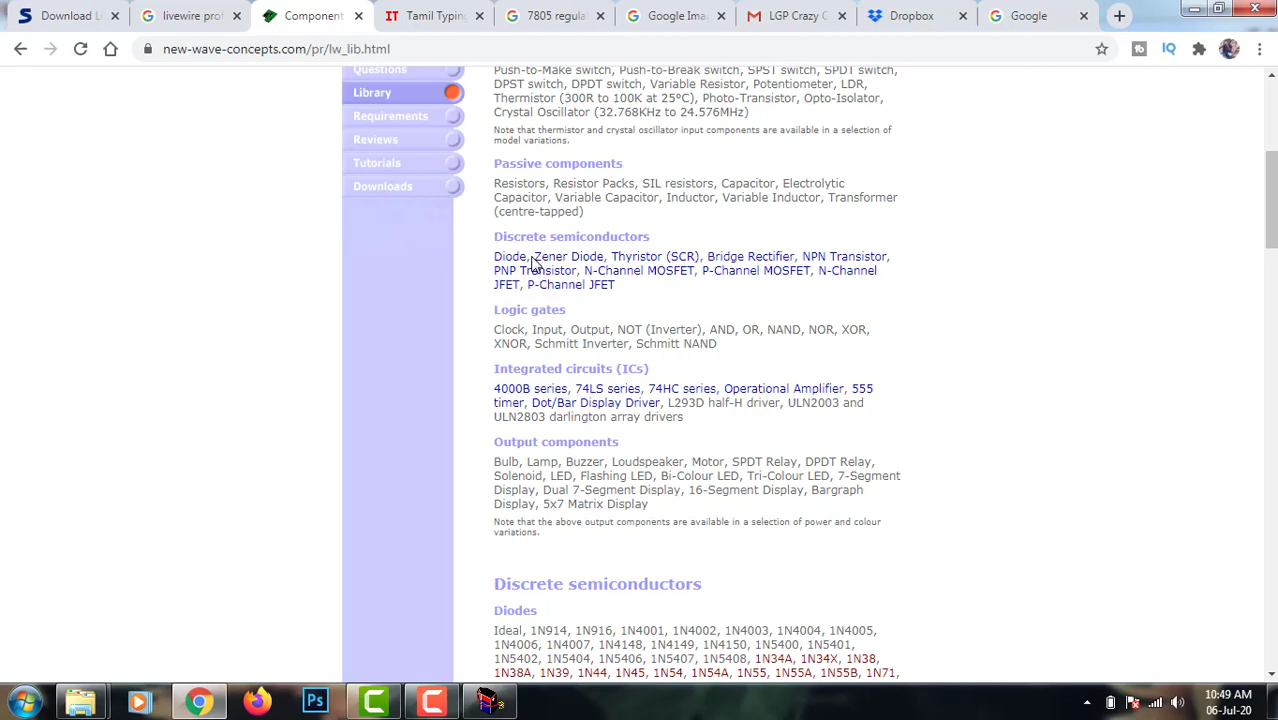 Download L
livewire prof
Component
Tamil Typing
7805 regula
Google Ima
LGP Crazy C
Dropbox
Google
new-wave-concepts.com/pr/lw_lib.html
Questions
Library
Requirements
Reviews
Tutorials
Downloads
Push-to-Make switch, Push-to-Break switch, SPST switch, SPDT switch,
DPST switch, DPDT switch, Variable Resistor, Potentiometer, LDR,
Thermistor (300R to 100K at 25ºC), Photo-Transistor, Opto-Isolator,
Crystal Oscillator (32.768KHz to 24.576MHz)
Note that thermistor and crystal oscillator input components are available in a selection of
model variations.
Passive components
Resistors, Resistor Packs, SIL resistors, Capacitor, Electrolytic
Capacitor, Variable Capacitor, Inductor, Variable Inductor, Transformer
(centre-tapped)
Discrete semiconductors
Diode, Zener Diode, Thyristor (SCR), Bridge Rectifier, NPN Transistor,
PNP Transistor, N-Channel MOSFET, P-Channel MOSFET, N-Channel
JFET, P-Channel JFET
Logic gates
Clock, Input, Output, NOT (Inverter), AND, OR, NAND, NOR, XOR,
XNOR, Schmitt Inverter, Schmitt NAND
Integrated circuits (ICs)
4000B series, 74LS series, 74HC series, Operational Amplifier, 555
timer, Dot/Bar Display Driver, L293D half-H driver, ULN2003 and
ULN2803 darlington array drivers
Output components
Bulb, Lamp, Buzzer, Loudspeaker, Motor, SPDT Relay, DPDT Relay,
Solenoid, LED, Flashing LED, Bi-Colour LED, Tri-Colour LED, 7-Segment
Display, Dual 7-Segment Display, 16-Segment Display, Bargraph
Display, 5x7 Matrix Display
Note that the above output components are available in a selection of power and colour
variations.
Discrete semiconductors
Diodes
Ideal, 1N914, 1N916, 1N4001, 1N4002, 1N4003, 1N4004, 1N4005,
1N4006, 1N4007, 1N4148, 1N4149, 1N4150, 1N5400, 1N5401,
1N5402, 1N5404, 1N5406, 1N5407, 1N5408, 1N34A, 1N34X, 1N38,
1N38A, 1N39, 1N44, 1N45, 1N54, 1N54A, 1N55, 1N55A, 1N55B, 1N71,
10:49 AM
06-Jul-20